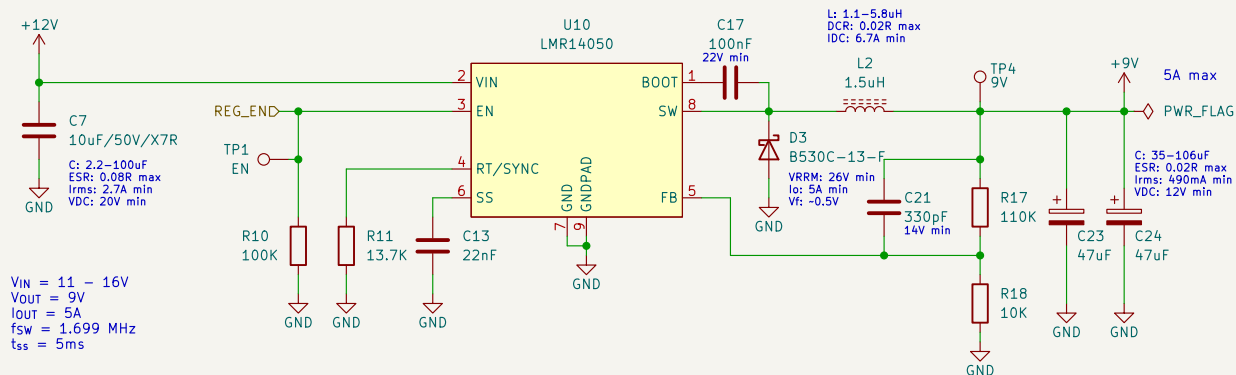 +12V
C7
10uF/50V/X7R
C: 2.2-100uF
ESR: 0.08R max
Irms: 2.7A min
VDC: 20V min
GND
REG_EN
TP1
EN
R10
100K
GND
R11
13.7K
GND
C13
22nF
GND
U10
LMR14050
2
VIN
3
EN
4
RT/SYNC
6
SS
BOOT
1
SW
8
FB
5
GND
GNDPAD
7
9
GND
C17
100nF
22V min
D3
B530C-13-F
VRRM: 26V min
Io: 5A min
Vf: ~0.5V
GND
L: 1.1-5.8uH
DCR: 0.02R max
IDC: 6.7A min
L2
1.5uH
TP4
9V
C21
330pF
14V min
R17
110K
R18
10K
GND
+9V
5A max
PWR_FLAG
C: 35-106uF
ESR: 0.02R max
Irms: 490mA min
VDC: 12V min
+
C23
47uF
GND
+
C24
47uF
GND
VIN = 11 - 16V
VOUT = 9V
IOUT = 5A
fSW = 1.699 MHz
tSS = 5ms